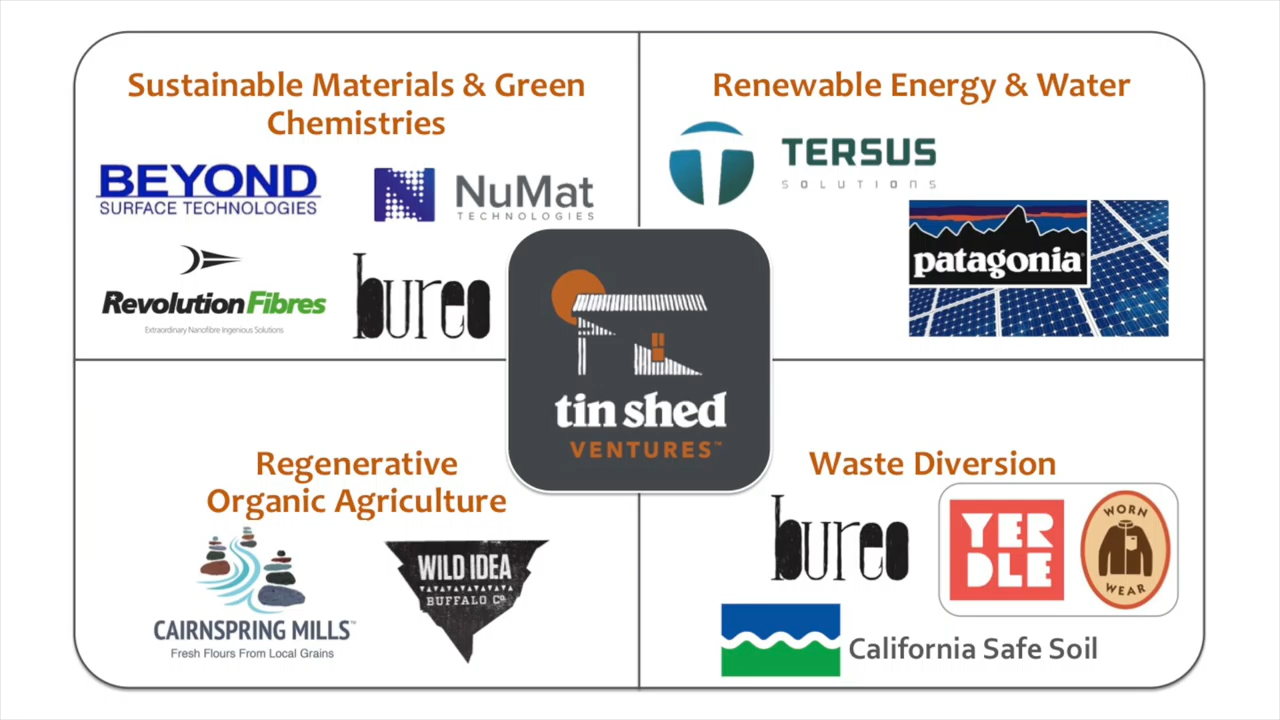 Sustainable Materials & Green
Chemistries
BEYOND
SURFACE TECHNOLOGIES
N NuMat
TECHNOLOGIES
Revolution Fibres
Extraordinary Nanofibre Ingenious Solutions
bureo
Renewable Energy & Water
T TERSUS
SOLUTIONS
patagonia
tin shed
VENTURES™
Regenerative
Organic Agriculture
CAIRNSPRING MILLS™
Fresh Flours From Local Grains
WILD IDEA
BUFFALO Co.
Waste Diversion
bureo
YER
DLE
WORN
WEAR
California Safe Soil